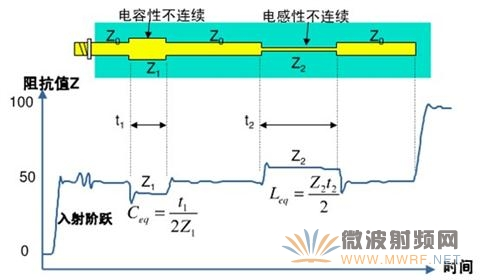 电容性不连续
电感性不连续
Z0
Z0
Z0
Z1
Z2
阻抗值Z
100
t1
t2
Z1
Z2
50
Ceq = t1 / 2Z1
Leq = Z2t2 / 2
入射阶跃
0
时间
微波射频网
WWW.MWRF.NET